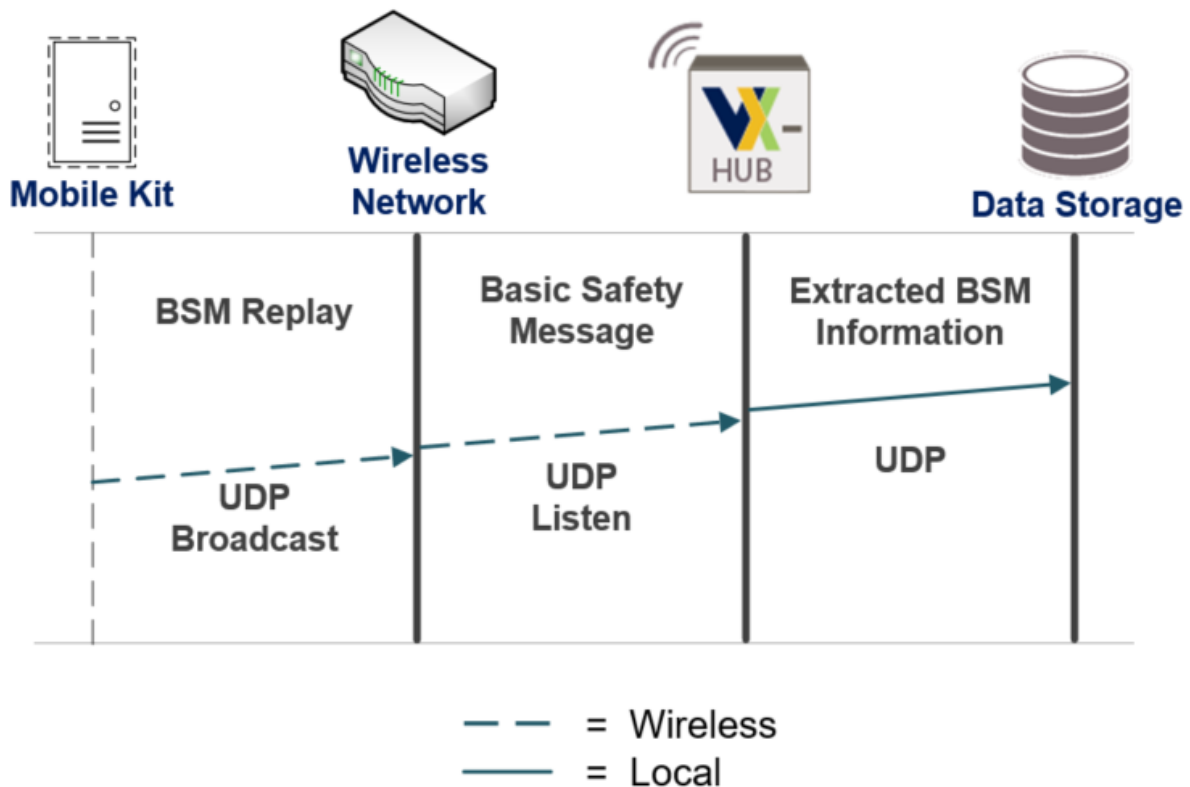 Mobile Kit
Wireless
Network
VX-
HUB
Data Storage
BSM Replay
Basic Safety
Message
Extracted BSM
Information
UDP
Broadcast
UDP
Listen
UDP
= Wireless
= Local